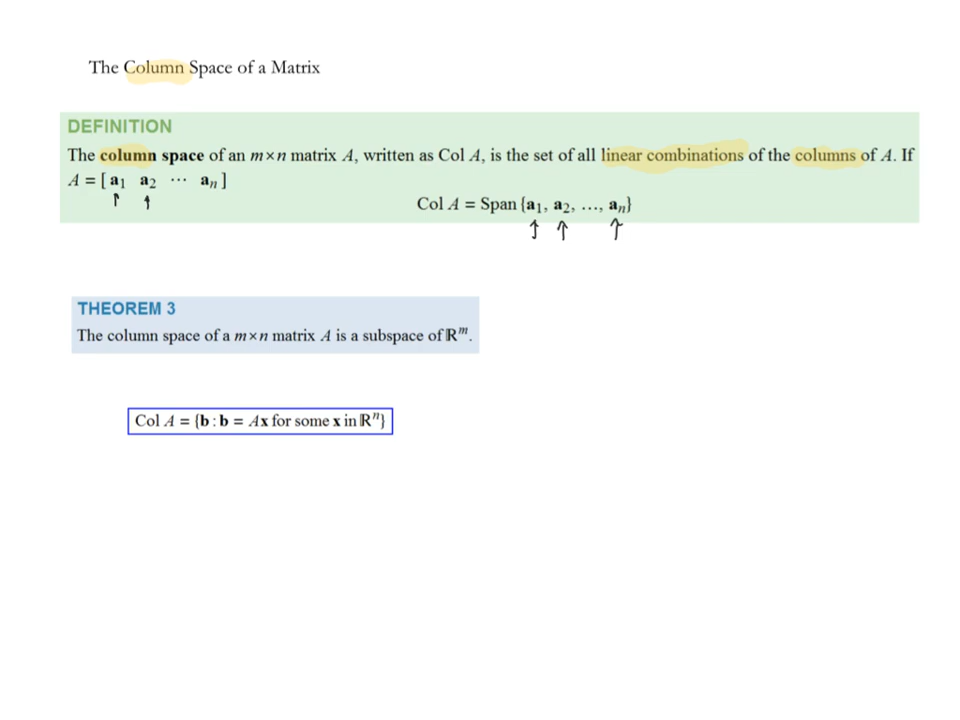 The Column Space of a Matrix
DEFINITION
The column space of an m×n matrix A, written as Col A, is the set of all linear combinations of the columns of A. If
A = [ a₁ a₂ ⋯ aₙ ]
Col A = Span {a₁, a₂, …, aₙ}
THEOREM 3
The column space of a m×n matrix A is a subspace of ℝᵐ.
Col A = {b : b = Ax for some x in ℝⁿ}